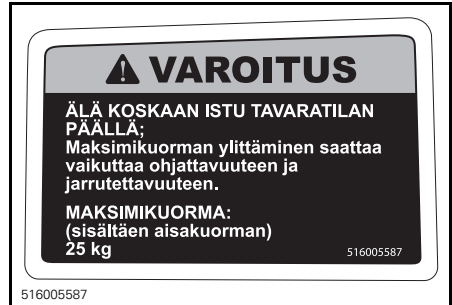 VAROITUS
ÄLÄ KOSKAAN ISTU TAVARATILAN
PÄÄLLÄ;
Maksimikuorman ylittäminen saattaa
vaikuttaa ohjattavuuteen ja
jarrutettavuuteen.
MAKSIMIKUORMA:
(sisältäen aisakuorman)
25 kg
516005587
516005587